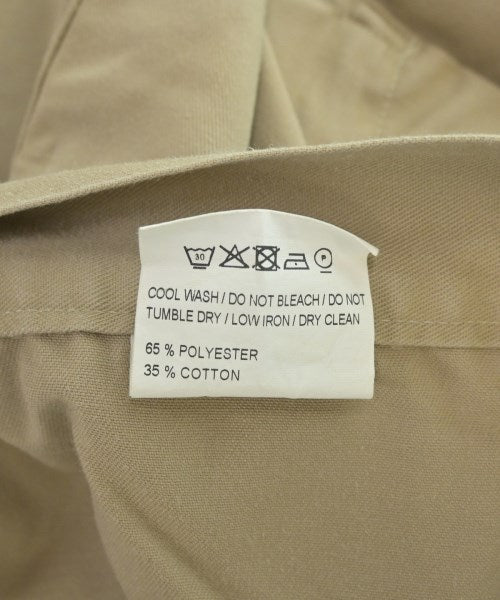 30 P
COOL WASH / DO NOT BLEACH / DO NOT
TUMBLE DRY / LOW IRON / DRY CLEAN
65 % POLYESTER
35 % COTTON